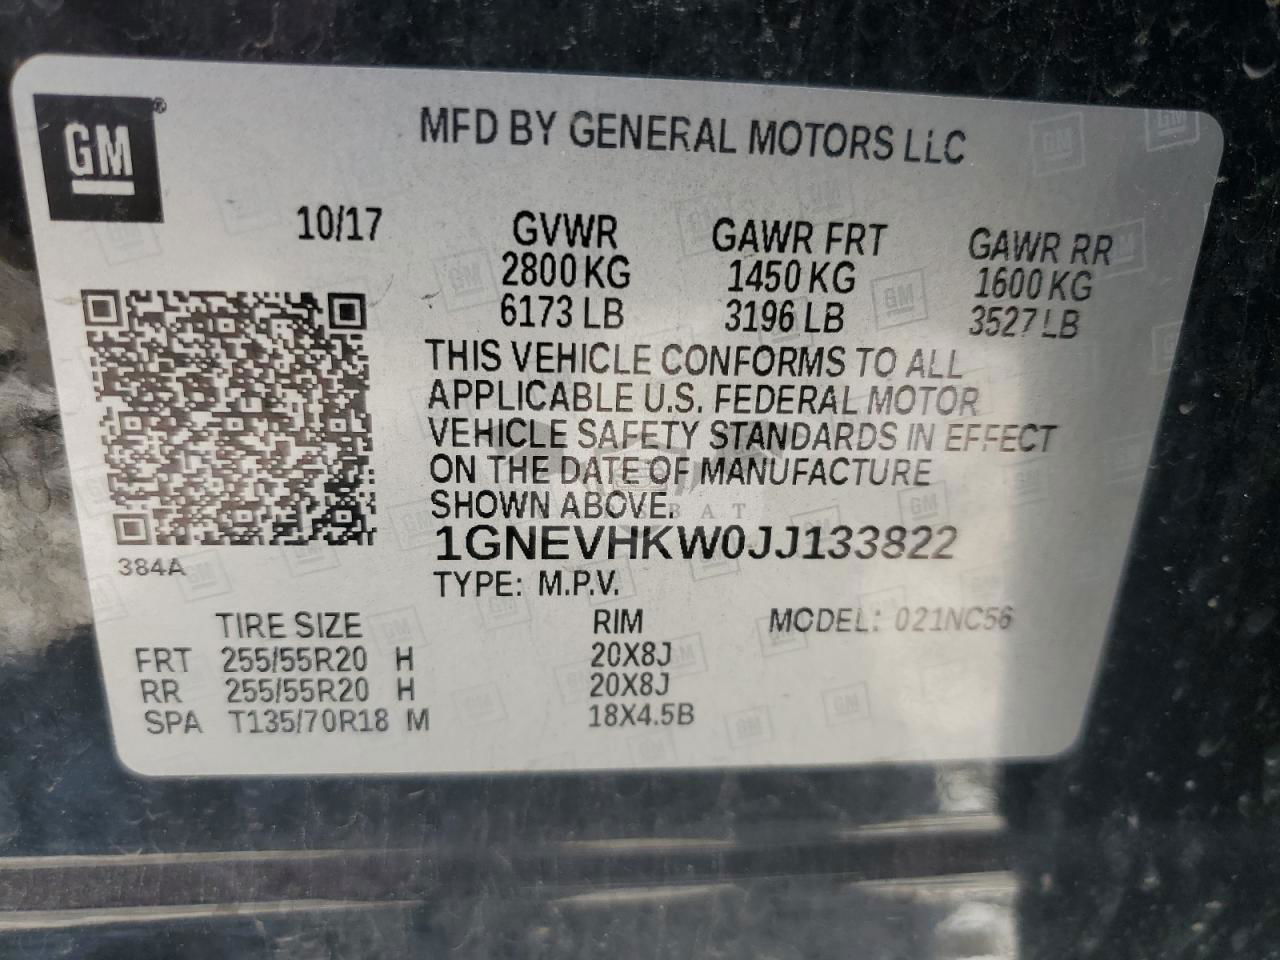 GM®
MFD BY GENERAL MOTORS LLC
10/17 GVWR GAWR FRT GAWR RR
2800 KG 1450 KG 1600 KG
6173 LB 3196 LB 3527 LB
THIS VEHICLE CONFORMS TO ALL
APPLICABLE U.S. FEDERAL MOTOR
VEHICLE SAFETY STANDARDS IN EFFECT
ON THE DATE OF MANUFACTURE
SHOWN ABOVE.
1GNEVHKW0JJ133822
384A
TYPE: M.P.V.
TIRE SIZE RIM MODEL: 021NC56
FRT 255/55R20 H 20X8J
RR 255/55R20 H 20X8J
SPA T135/70R18 M 18X4.5B